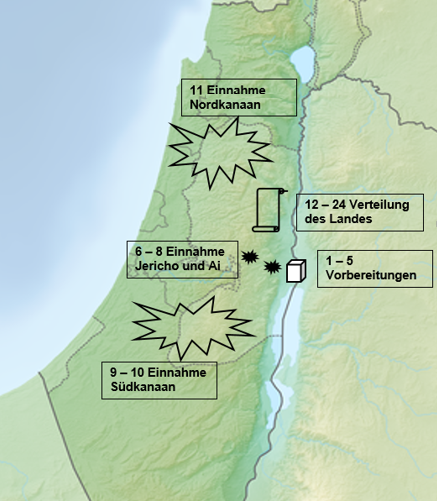 11 Einnahme
Nordkanaan
12 – 24 Verteilung
des Landes
6 – 8 Einnahme
Jericho und Ai
1 – 5
Vorbereitungen
9 – 10 Einnahme
Südkanaan